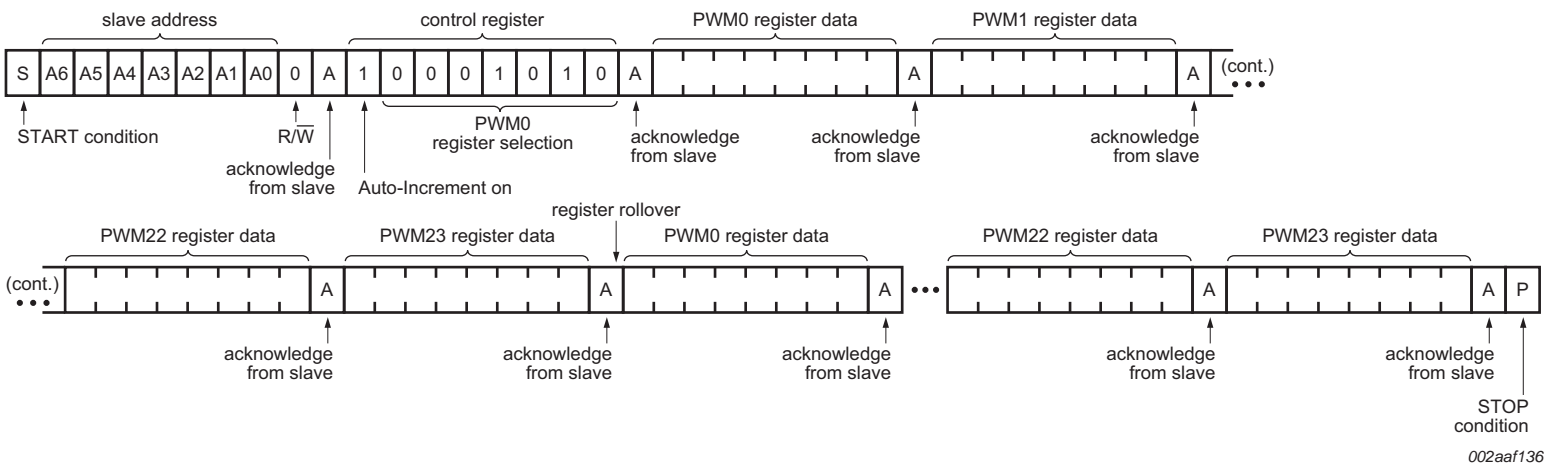 slave address control register PWM0 register data PWM1 register data
S A6 A5 A4 A3 A2 A1 A0 0 A 1 0 0 0 1 0 1 0 A A A (cont.)
START condition R/W̅ acknowledge from slave Auto-Increment on PWM0 register selection acknowledge from slave acknowledge from slave acknowledge from slave
register rollover
PWM22 register data PWM23 register data PWM0 register data PWM22 register data PWM23 register data
(cont.) A A A ••• A A P
acknowledge from slave acknowledge from slave acknowledge from slave acknowledge from slave acknowledge from slave
STOP
condition
002aaf136